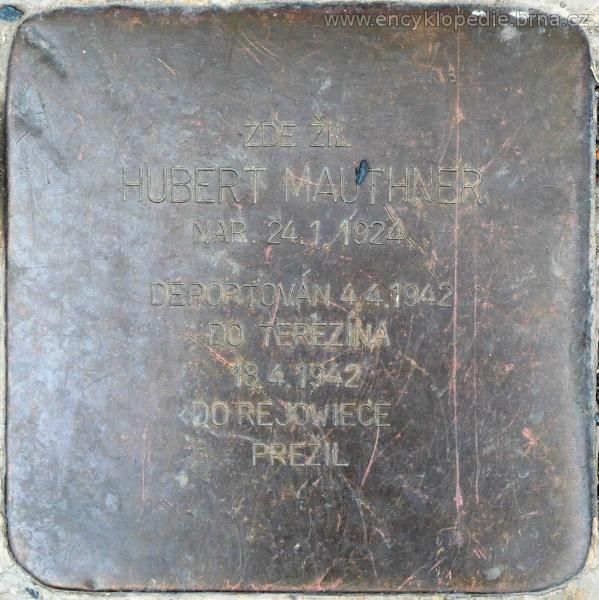 www.encyklopedie.brna.cz
ZDE ŽIL
HUBERT MAUTHNER
NAR. 24.1.1924
DEPORTOVÁN 4.4.1942
DO TEREZÍNA
18.4.1942
DO REJOWIECE
PŘEŽIL